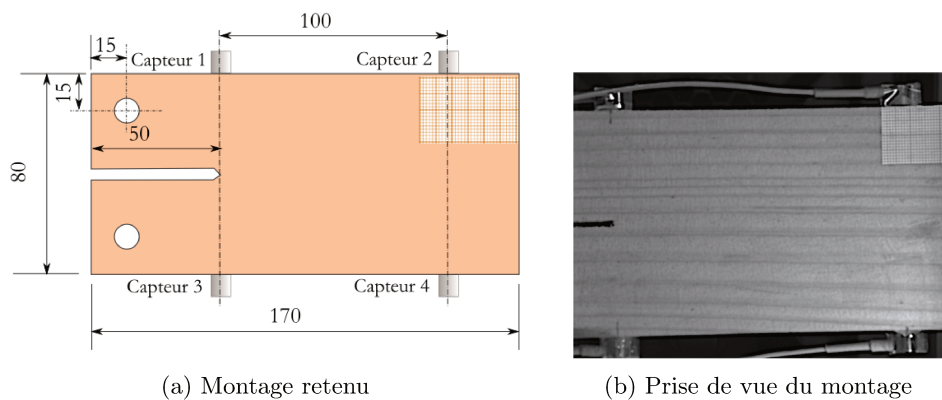 100
15
Capteur 1
Capteur 2
15
50
80
Capteur 3
Capteur 4
170
(a) Montage retenu
(b) Prise de vue du montage